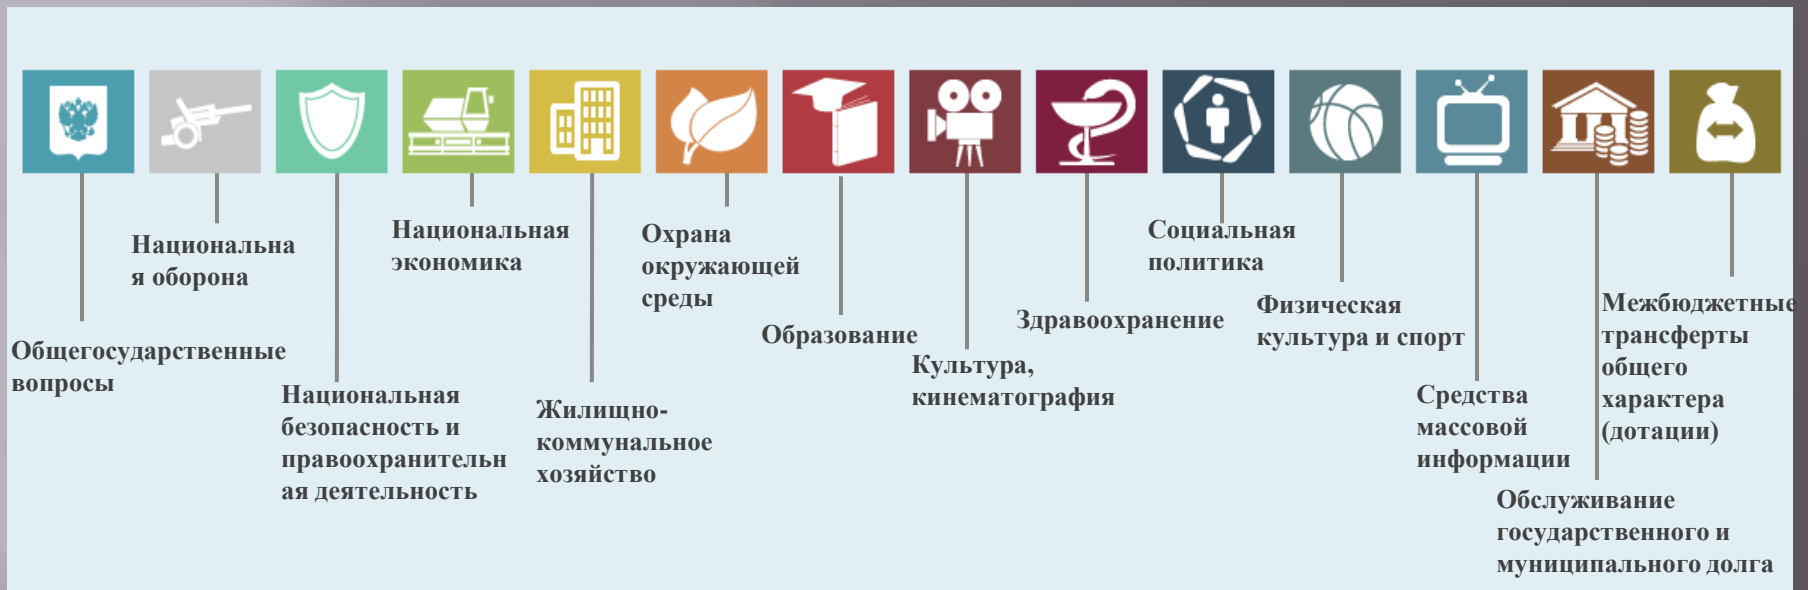 Общегосударственные
вопросы
Национальна
я оборона
Национальная
безопасность и
правоохранительн
ая деятельность
Национальная
экономика
Жилищно-
коммунальное
хозяйство
Охрана
окружающей
среды
Образование
Культура,
кинематография
Здравоохранение
Социальная
политика
Физическая
культура и спорт
Средства
массовой
информации
Обслуживание
государственного и
муниципального долга
Межбюджетные
трансферты
общего
характера
(дотации)